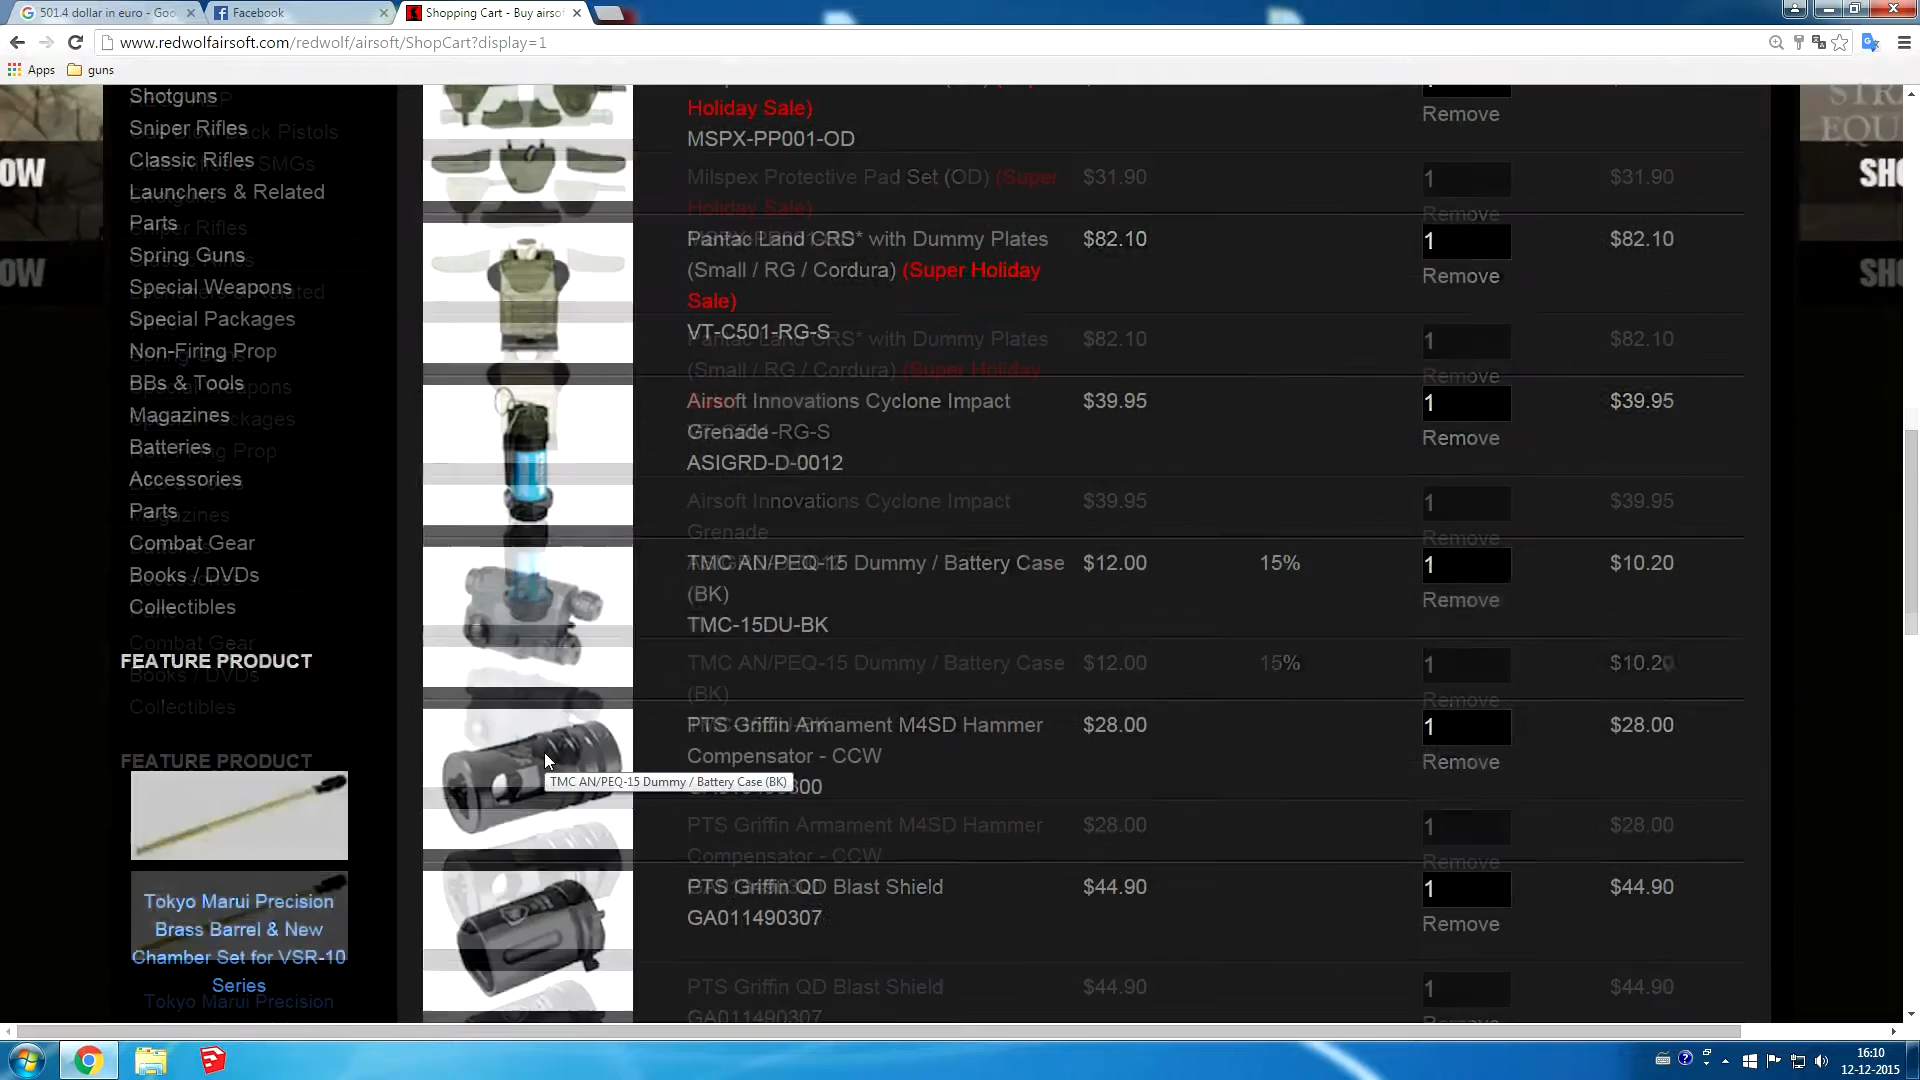 501.4 dollar in euro - Goo
Facebook
Shopping Cart - Buy airso
www.redwolfairsoft.com/redwolf/airsoft/ShopCart?display=1
Apps
guns
Shotguns
Sniper Rifles
Classic Rifles
Launchers & Related
Parts
Spring Guns
Special Weapons
Special Packages
Non-Firing Prop
BBs & Tools
Magazines
Batteries
Accessories
Parts
Combat Gear
Books / DVDs
Collectibles
FEATURE PRODUCT
Tokyo Marui Precision
Brass Barrel & New
Chamber Set for VSR-10
Series
Holiday Sale)
MSPX-PP001-OD
Remove
Milspex Protective Pad Set (OD) (Super $31.90 1 $31.90
Holiday Sale) Remove
Pantac Land CRS* with Dummy Plates $82.10 1 $82.10
(Small / RG / Cordura) (Super Holiday Remove
Sale)
VT-C501-RG-S
Airsoft Innovations Cyclone Impact $39.95 1 $39.95
Grenade Remove
ASIGRD-D-0012
TMC AN/PEQ-15 Dummy / Battery Case $12.00 15% 1 $10.20
(BK) Remove
TMC-15DU-BK
PTS Griffin Armament M4SD Hammer $28.00 1 $28.00
Compensator - CCW Remove
TMC AN/PEQ-15 Dummy / Battery Case (BK)
PTS Griffin QD Blast Shield $44.90 1 $44.90
GA011490307 Remove
OW
OW
STRA
EQU
SHO
SHO
16:10
12-12-2015